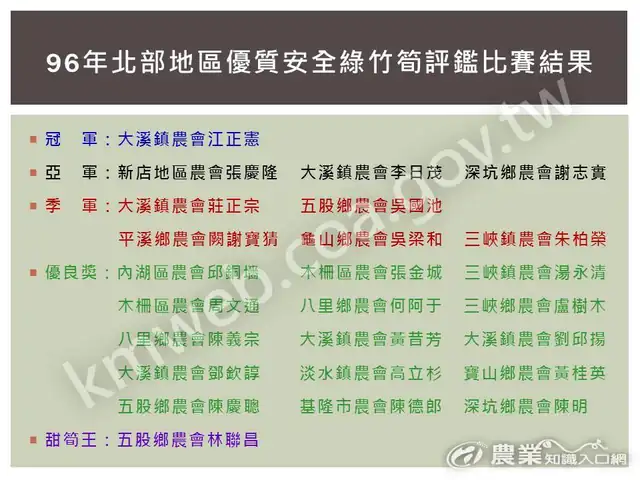 96年北部地區優質安全綠竹筍評鑑比賽結果
冠　軍：大溪鎮農會江正憲
亞　軍：新店地區農會張慶隆　大溪鎮農會李日茂　深坑鄉農會謝志實
季　軍：大溪鎮農會莊正宗　五股鄉農會吳國池
平溪鄉農會闕謝寶猜　龜山鄉農會吳梁和　三峽鎮農會朱柏榮
優良獎：內湖區農會邱銅　木柵區農會張金城　三峽鎮農會湯永清
木柵區農會周文通　八里鄉農會何阿于　三峽鄉農會盧樹木
八里鄉農會陳義宗　大溪鎮農會黃昔芳　大溪鎮農會劉邱揚
大溪鎮農會鄧欽諄　淡水鎮農會高立杉　寶山鄉農會黃桂英
五股鄉農會陳慶聰　基隆市農會陳德郎　深坑鄉農會陳明
甜筍王：五股鄉農會林聯昌
kmweb.coa.gov.tw
農業知識入口網